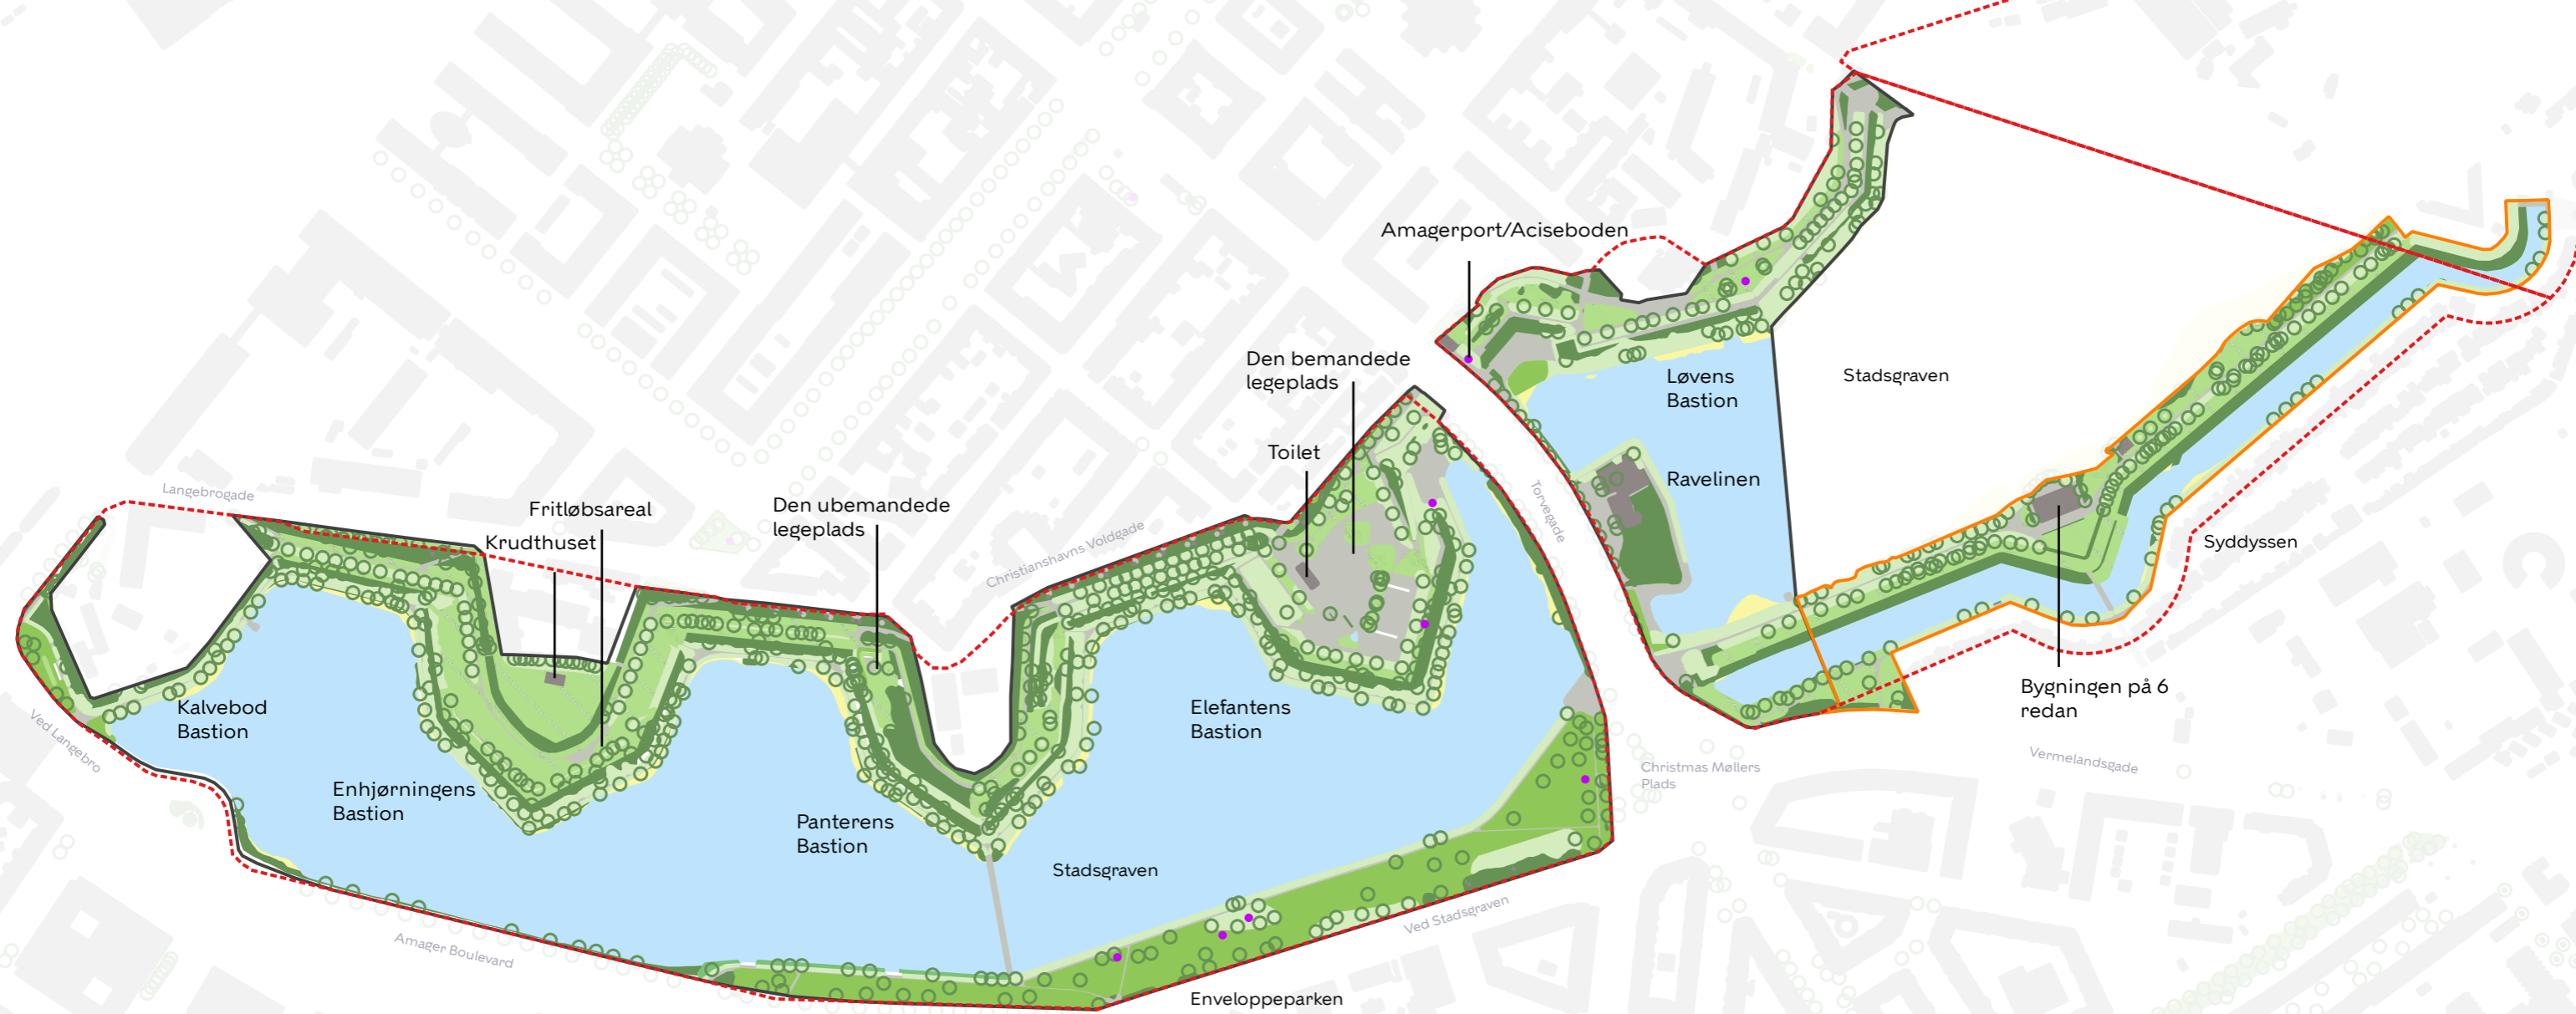 Amagerport/Aciseboden
Den bemandede
legeplads
Løvens
Bastion
Stadsgraven
Toilet
Ravelinen
Langebrogade
Fritløbsareal
Krudthuset
Den ubemandede
legeplads
Christianshavns Voldgade
Torvegade
Syddyssen
Kalvebod
Bastion
Ved Langebro
Elefantens
Bastion
Bygningen på 6
redan
Enhjørningens
Bastion
Christmas Møllers
Plads
Vermelandsgade
Panterens
Bastion
Stadsgraven
Amager Boulevard
Ved Stadsgraven
Enveloppeparken